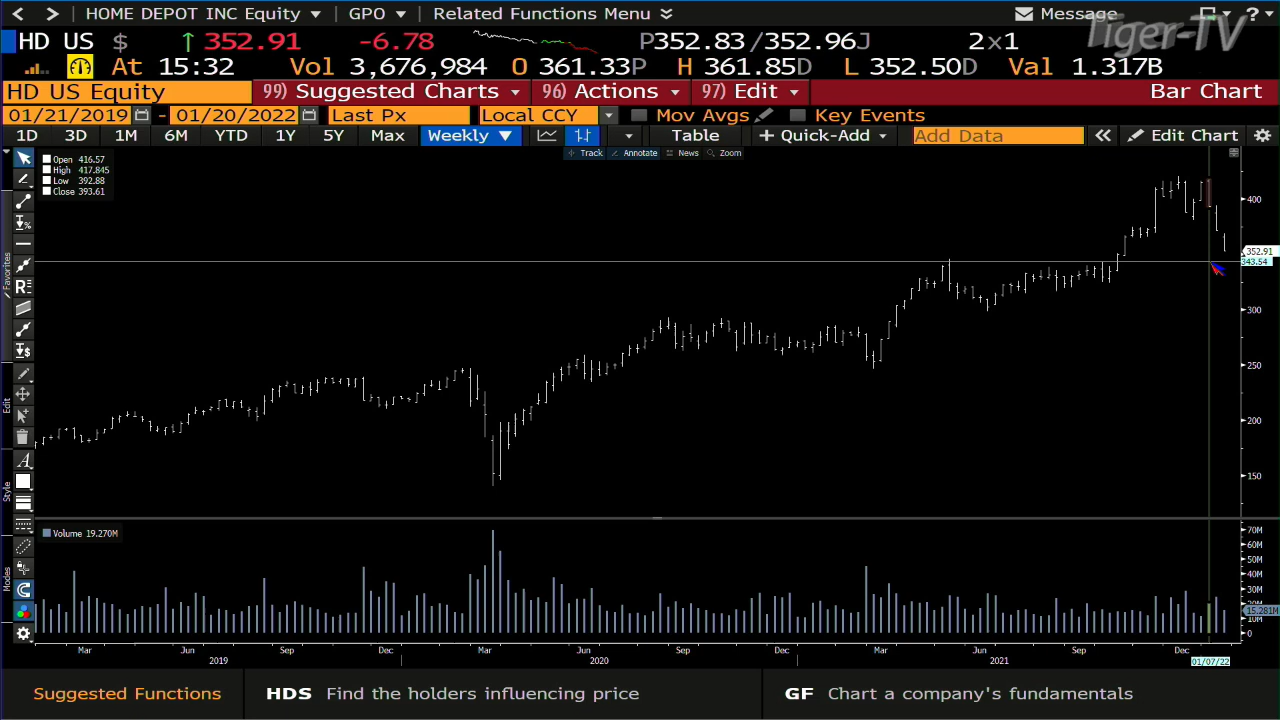 HOME DEPOT INC Equity GPO Related Functions Menu Message ?
Tiger-TV
HD US $ 352.91 -6.78 P352.83/352.96J 2x1
At 15:32 Vol 3,676,984 O 361.33P H 361.85D L 352.50D Val 1.317B
HD US Equity 99) Suggested Charts 96) Actions 97) Edit Bar Chart
01/21/2019 - 01/20/2022 Last Px Local CCY Mov Avgs Key Events
1D 3D 1M 6M YTD 1Y 5Y Max Weekly Table + Quick-Add Add Data Edit Chart
Track Annotate News Zoom
Open 416.57
High 417.845
Low 392.88
Close 393.61
400
352.91
343.54
300
250
200
150
Favorites
Edit
Style
Modes
Volume 19.270M
70M
60M
50M
40M
30M
20M
15.281M
10M
0
Mar Jun Sep Dec Mar Jun Sep Dec Mar Jun Sep Dec
2019 2020 2021 01/07/22
Suggested Functions HDS Find the holders influencing price GF Chart a company's fundamentals